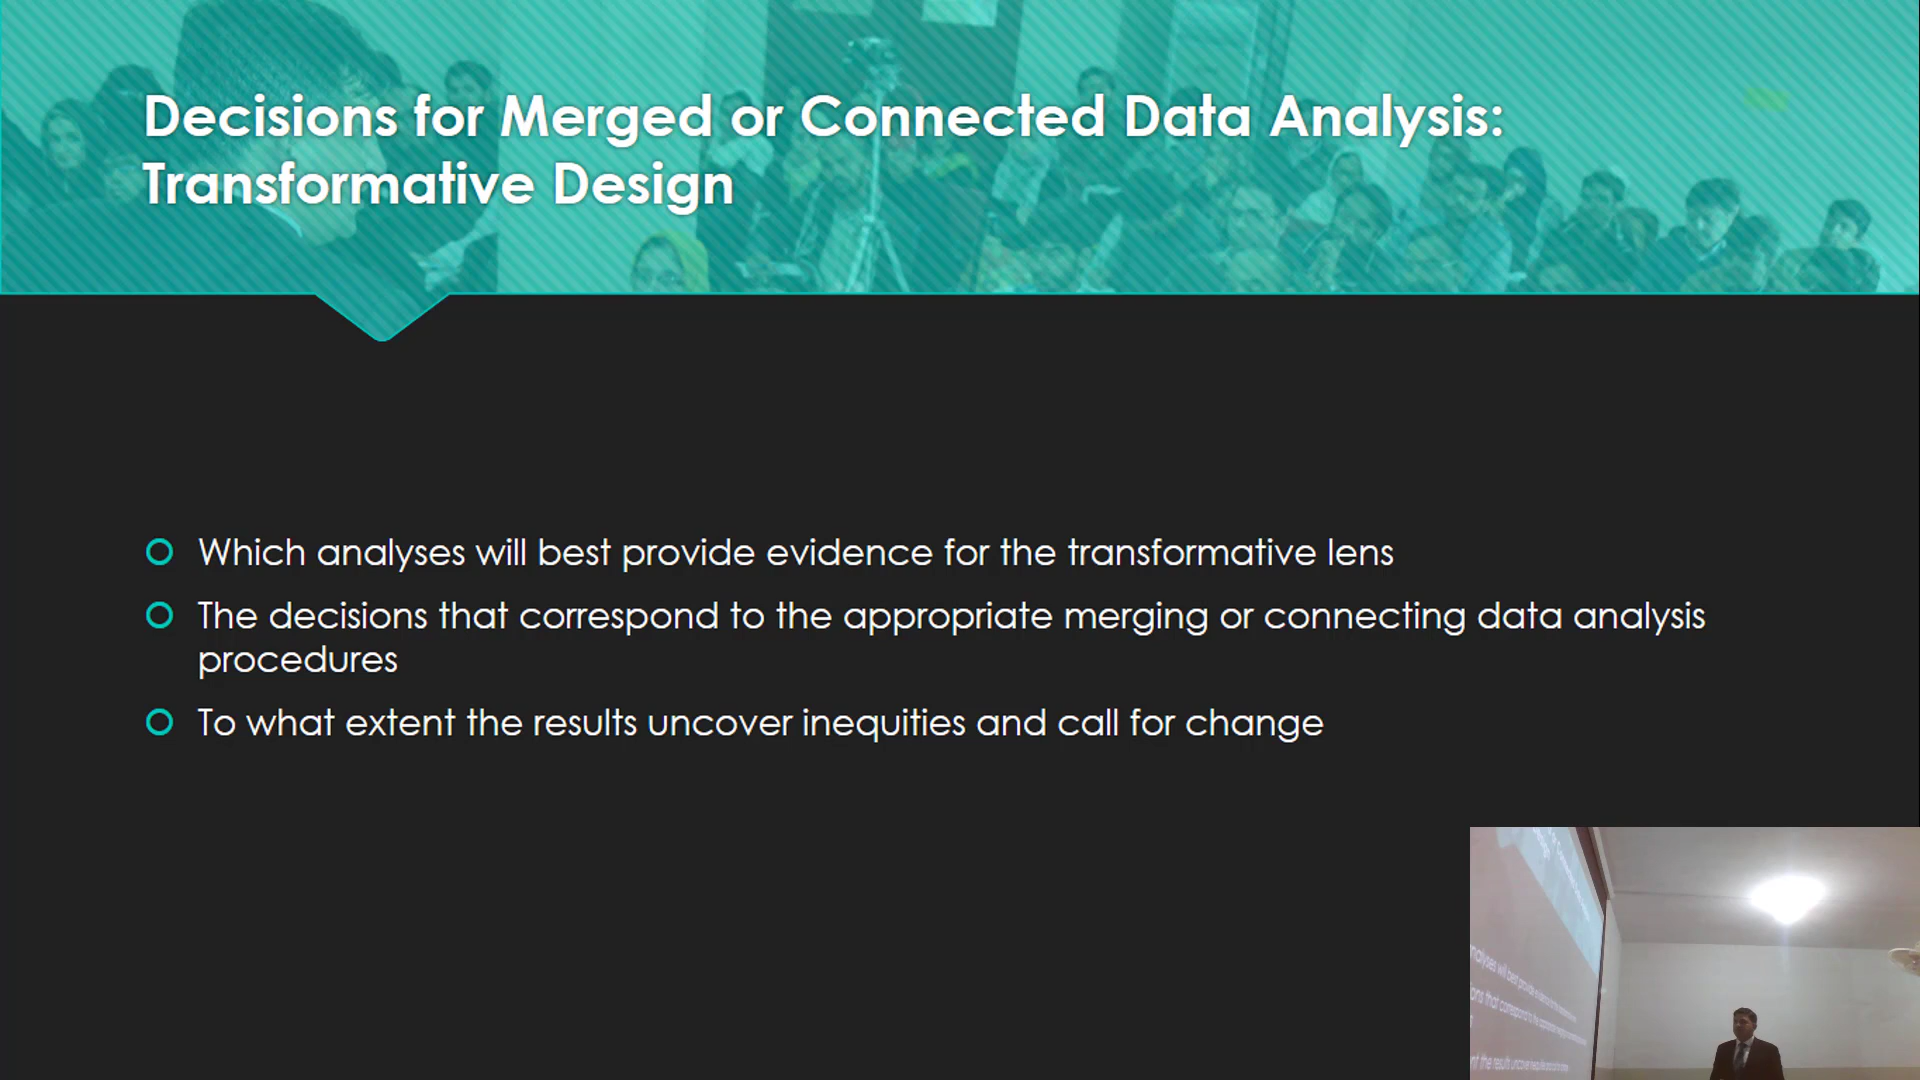 Decisions for Merged or Connected Data Analysis:
Transformative Design
Which analyses will best provide evidence for the transformative lens
The decisions that correspond to the appropriate merging or connecting data analysis
procedures
To what extent the results uncover inequities and call for change